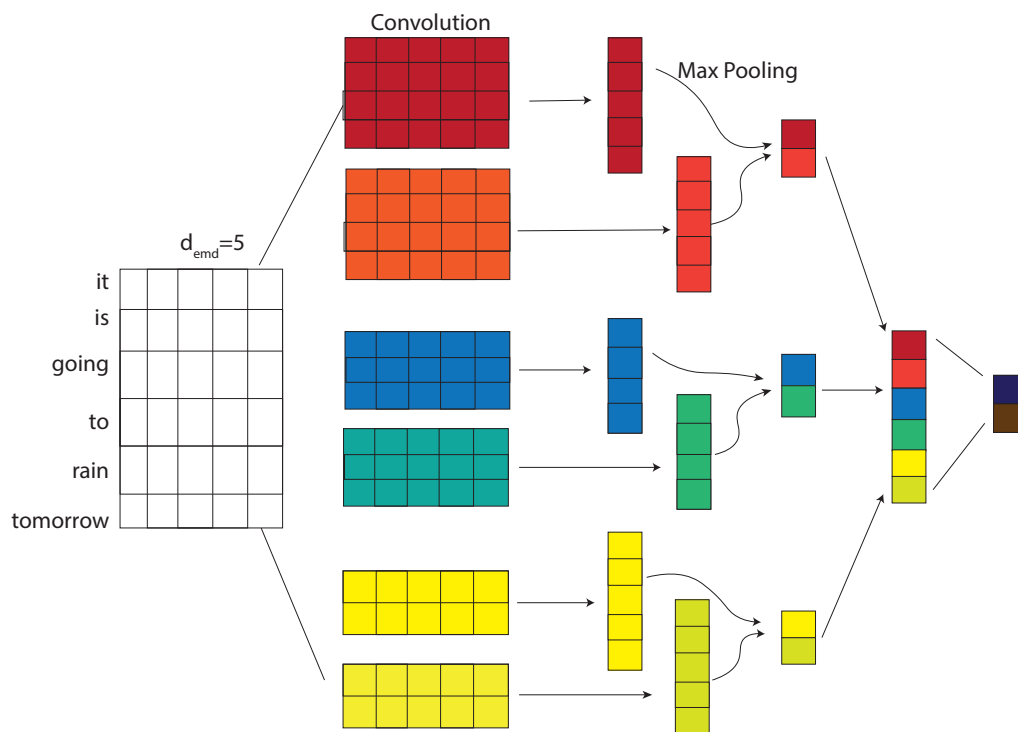 Convolution
Max Pooling
d_emd=5
it
is
going
to
rain
tomorrow